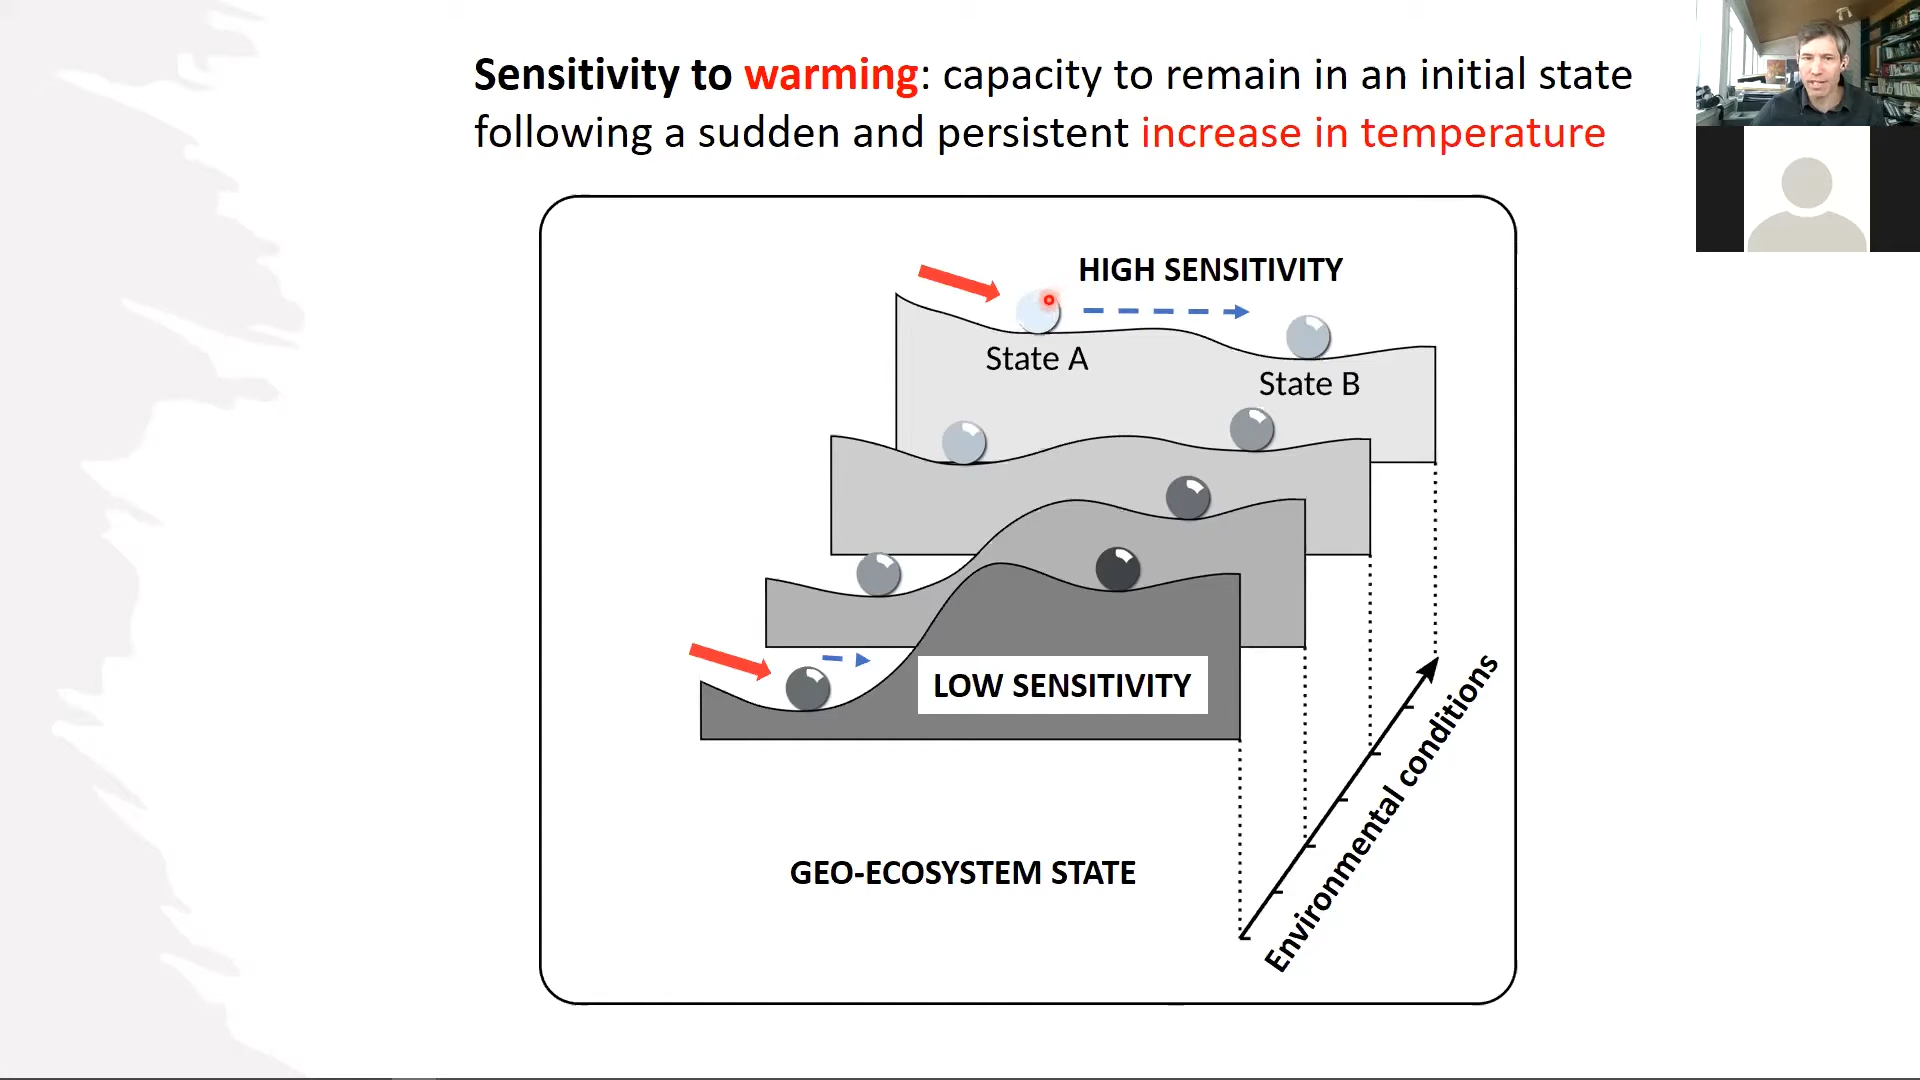 Sensitivity to warming: capacity to remain in an initial state
following a sudden and persistent increase in temperature
HIGH SENSITIVITY
State A
State B
LOW SENSITIVITY
GEO-ECOSYSTEM STATE
Environmental conditions